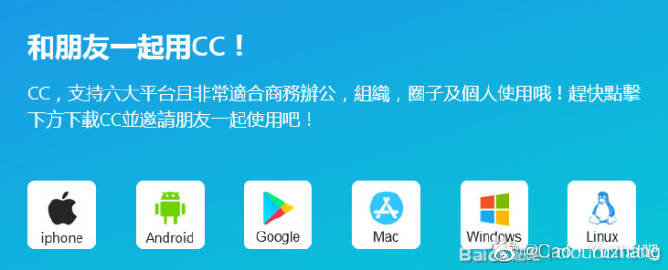 和朋友一起用CC！
CC，支持六大平台且非常適合商務辦公，組織，圈子及個人使用哦！趕快點擊
下方下載CC並邀請朋友一起使用吧！
iphone
Android
Google
Mac
Windows
Linux